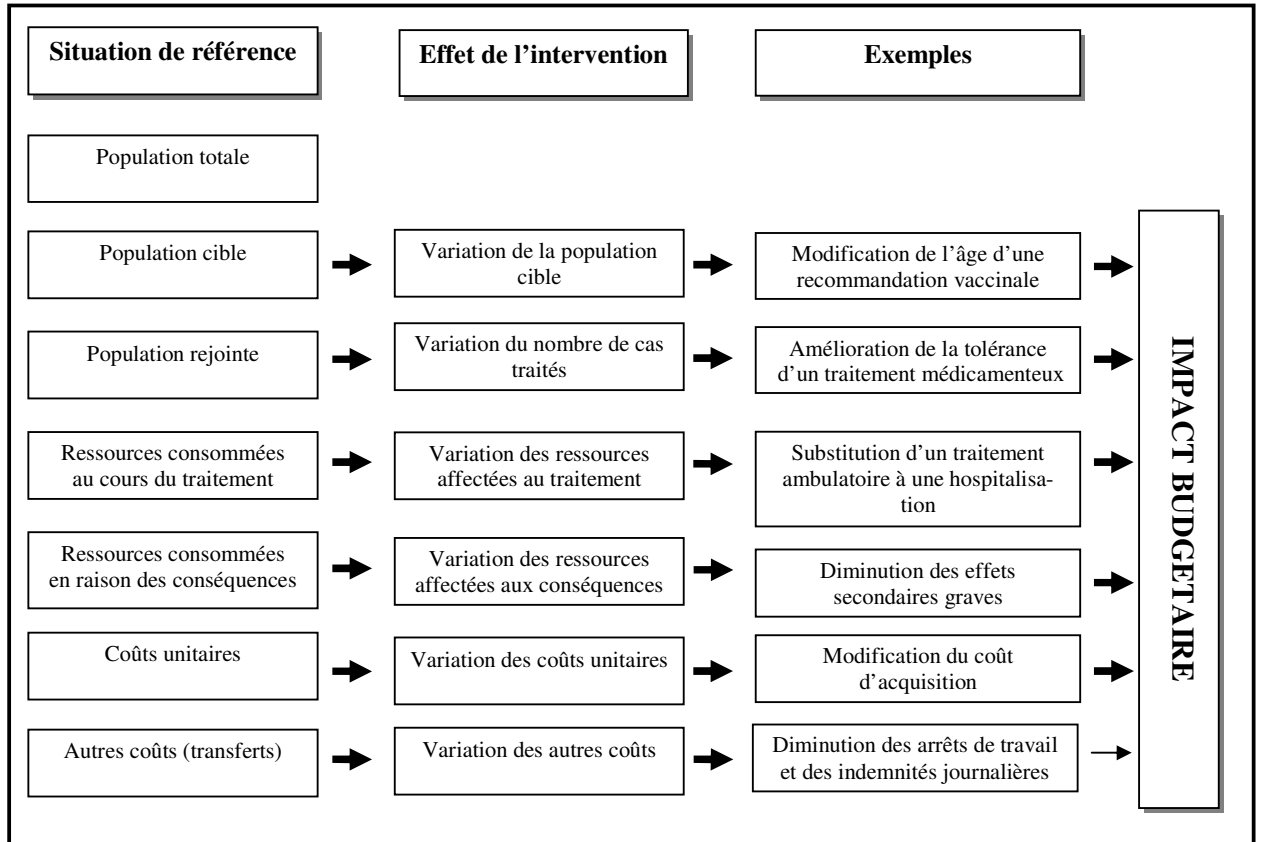 Situation de référence
Effet de l'intervention
Exemples
Population totale
Population cible
Variation de la population
cible
Modification de l'âge d'une
recommandation vaccinale
Population rejointe
Variation du nombre de cas
traités
Amélioration de la tolérance
d'un traitement médicamenteux
Ressources consommées
au cours du traitement
Variation des ressources
affectées au traitement
Substitution d'un traitement
ambulatoire à une hospitalisa-
tion
Ressources consommées
en raison des conséquences
Variation des ressources
affectées aux conséquences
Diminution des effets
secondaires graves
Coûts unitaires
Variation des coûts unitaires
Modification du coût
d'acquisition
Autres coûts (transferts)
Variation des autres coûts
Diminution des arrêts de travail
et des indemnités journalières
IMPACT BUDGETAIRE